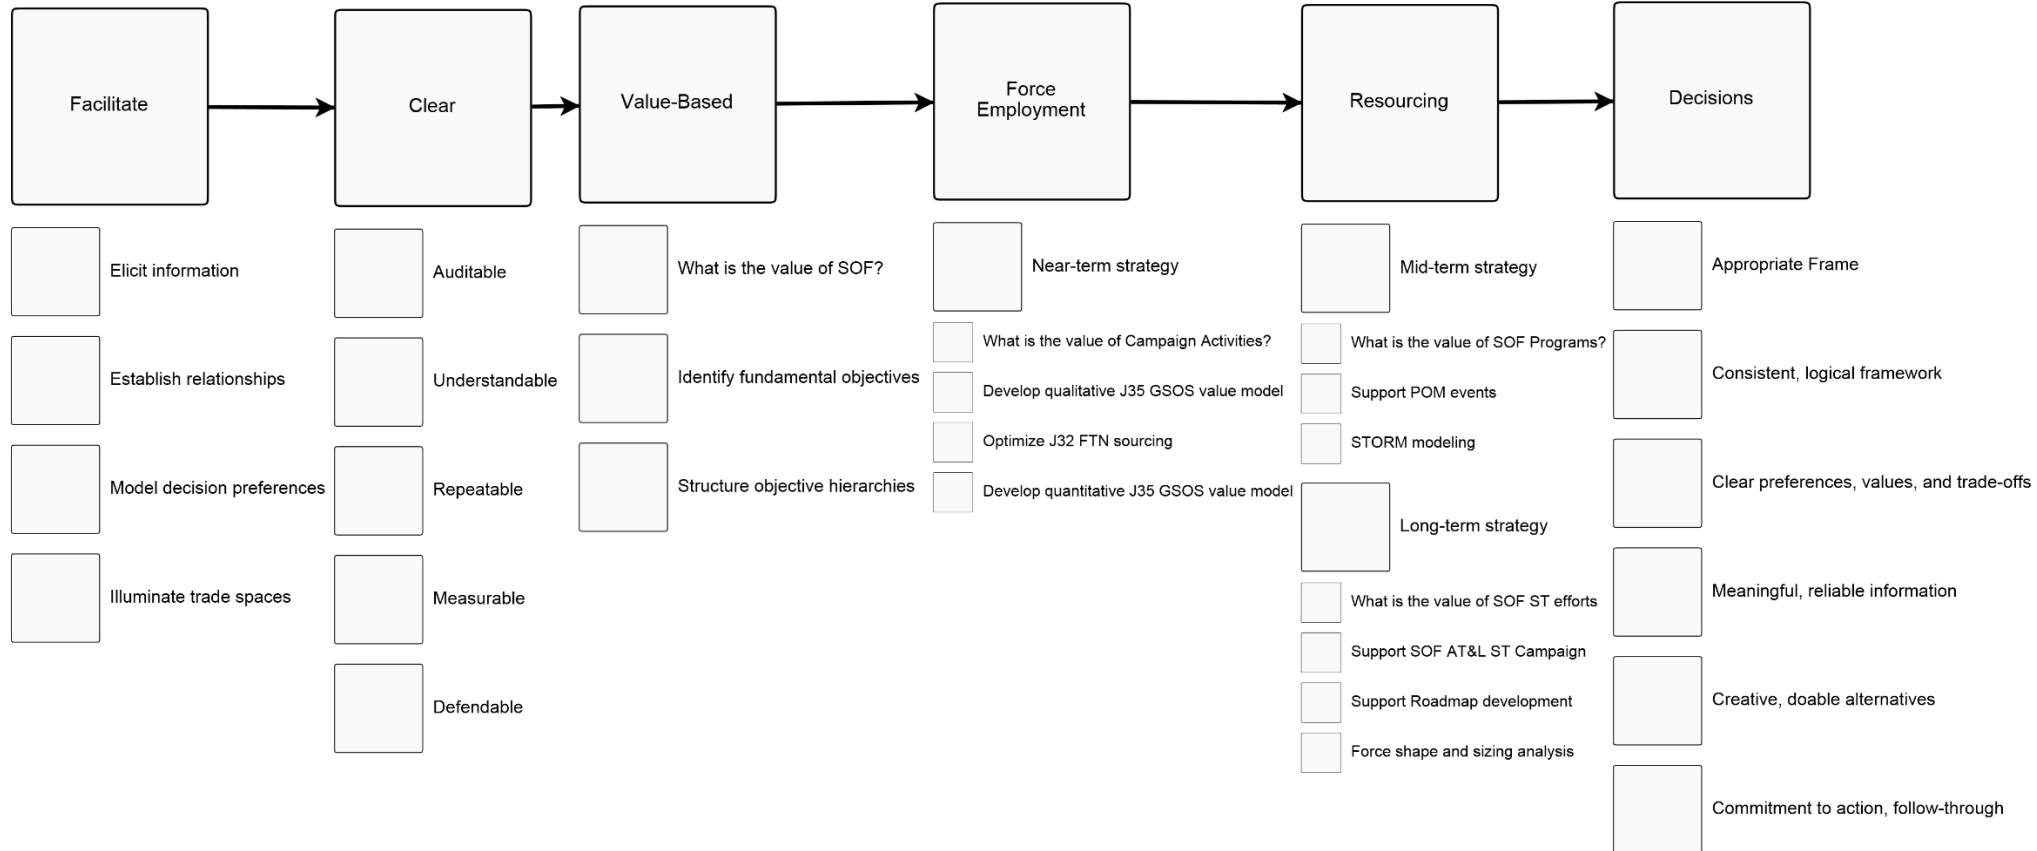 Facilitate
Elicit information
Establish relationships
Model decision preferences
Illuminate trade spaces
Clear
Auditable
Understandable
Repeatable
Measurable
Defendable
Value-Based
What is the value of SOF?
Identify fundamental objectives
Structure objective hierarchies
Force
Employment
Near-term strategy
What is the value of Campaign Activities?
Develop qualitative J35 GSOS value model
Optimize J32 FTN sourcing
Develop quantitative J35 GSOS value model
Resourcing
Mid-term strategy
What is the value of SOF Programs?
Support POM events
STORM modeling
Long-term strategy
What is the value of SOF ST efforts
Support SOF AT&L ST Campaign
Support Roadmap development
Force shape and sizing analysis
Decisions
Appropriate Frame
Consistent, logical framework
Clear preferences, values, and trade-offs
Meaningful, reliable information
Creative, doable alternatives
Commitment to action, follow-through